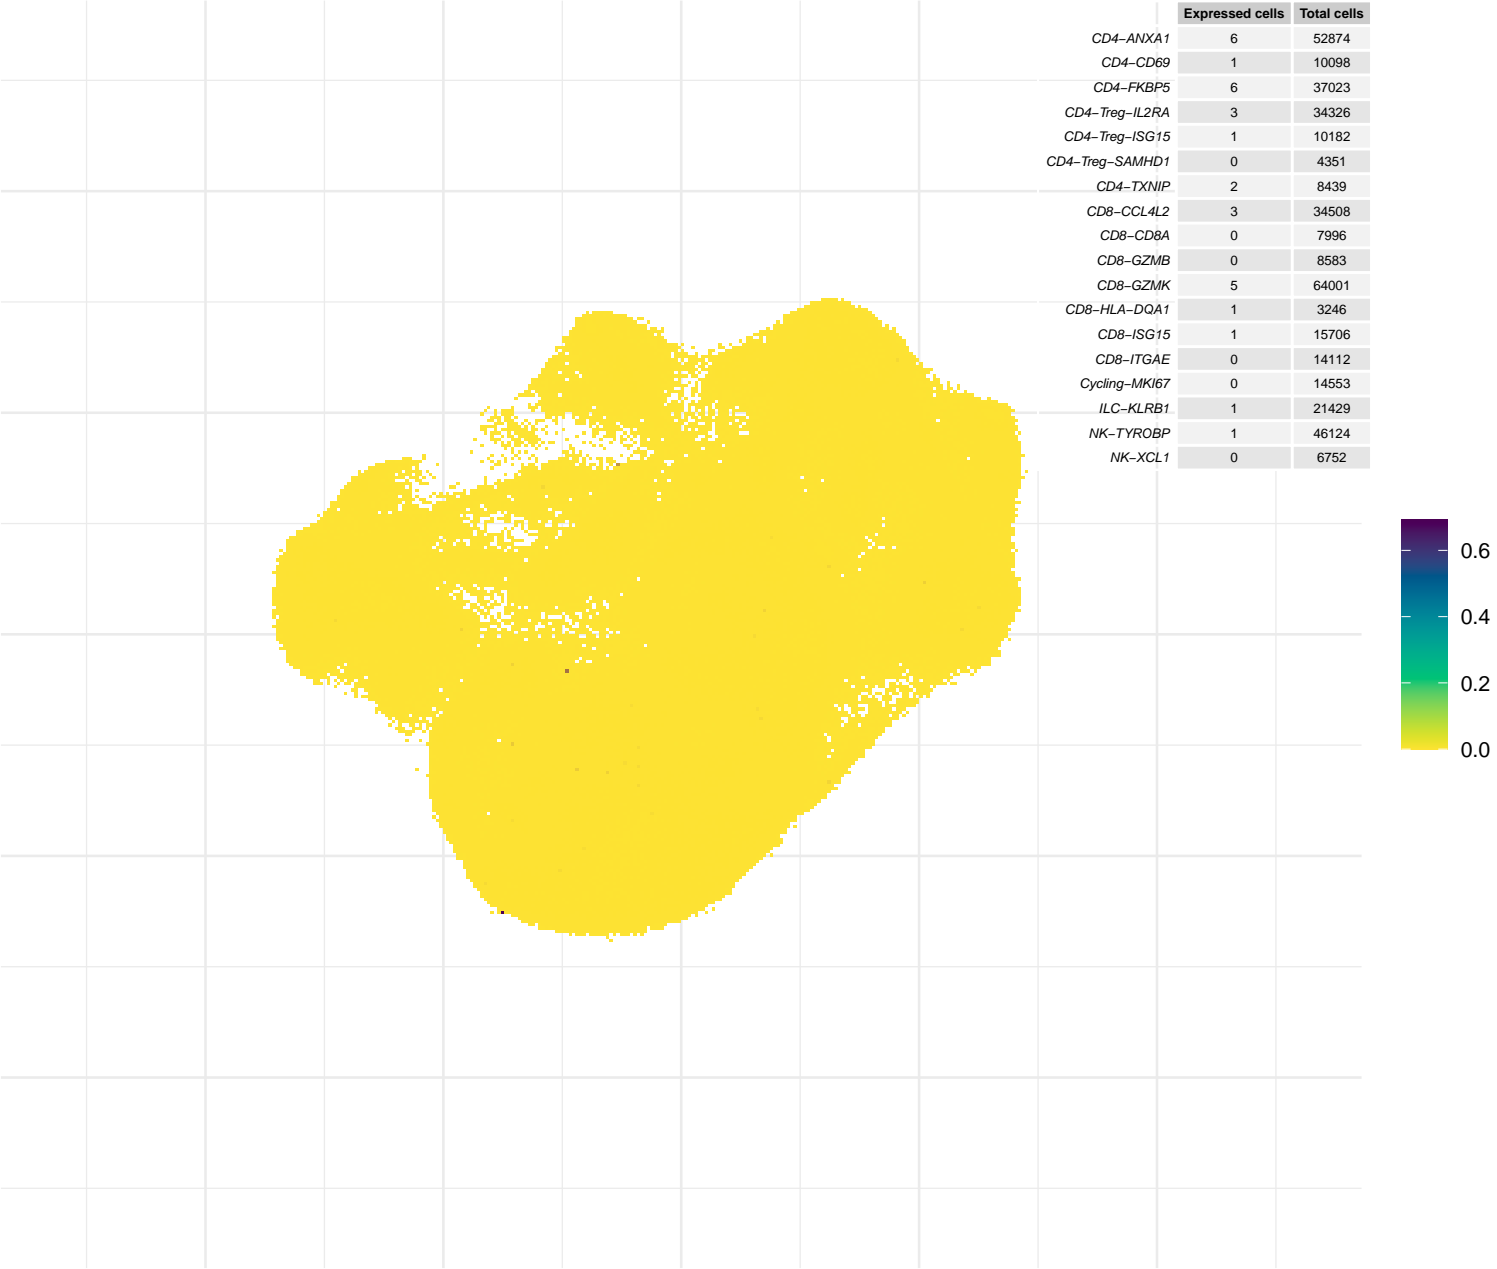 Expressed cells Total cells
CD4−ANXA1 6 52874
CD4−CD69 1 10098
CD4−FKBP5 6 37023
CD4−Treg−IL2RA 3 34326
CD4−Treg−ISG15 1 10182
CD4−Treg−SAMHD1 0 4351
CD4−TXNIP 2 8439
CD8−CCL4L2 3 34508
CD8−CD8A 0 7996
CD8−GZMB 0 8583
CD8−GZMK 5 64001
CD8−HLA−DQA1 1 3246
CD8−ISG15 1 15706
CD8−ITGAE 0 14112
Cycling−MKI67 0 14553
ILC−KLRB1 1 21429
NK−TYROBP 1 46124
NK−XCL1 0 6752
0.6
0.4
0.2
0.0